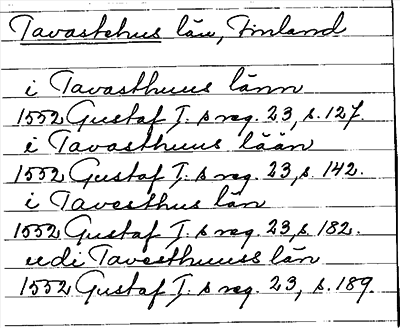 Tavastehus län, Finland
i Tavasthuus länn
1552 Gustaf I:s reg. 23, s. 127.
i Tavasthuus lään
1552 Gustaf I:s reg. 23, s. 142.
i Tavesthus län
1552 Gustaf I:s reg. 23, s. 182.
udi Tavesthuuss län
1552 Gustaf I:s reg. 23, s. 189.